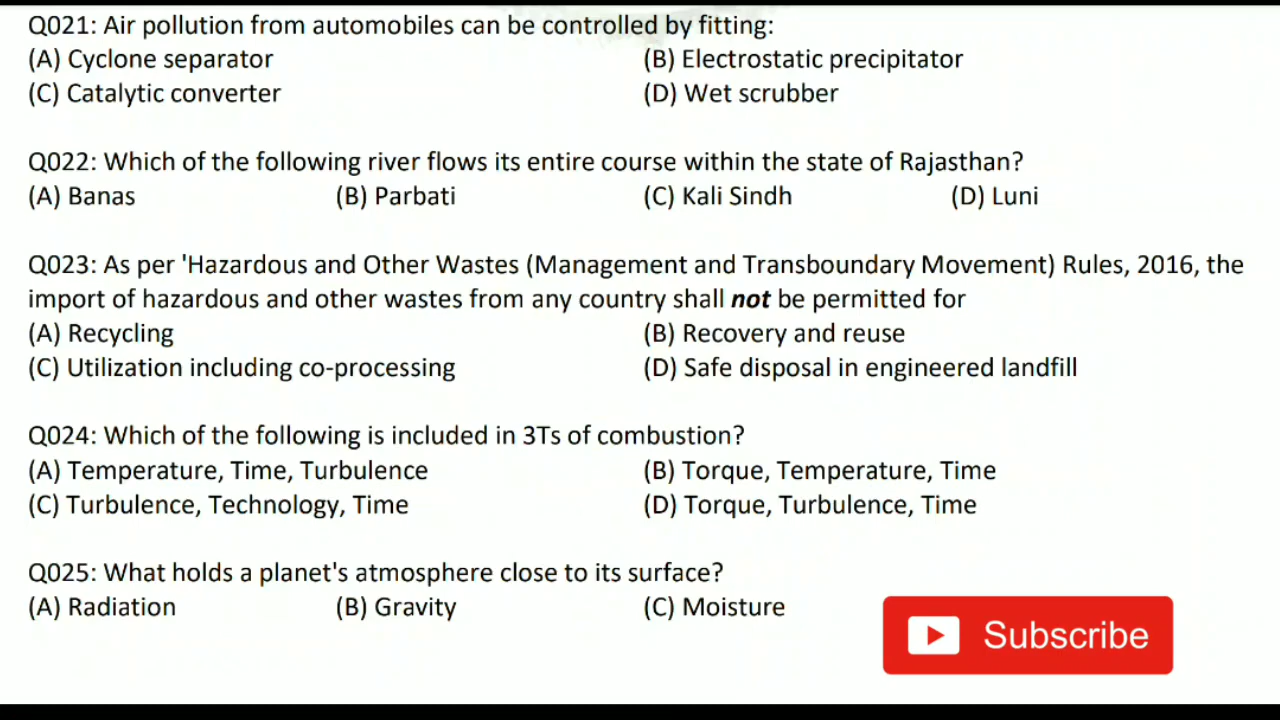 Q021: Air pollution from automobiles can be controlled by fitting:
(A) Cyclone separator (B) Electrostatic precipitator
(C) Catalytic converter (D) Wet scrubber
Q022: Which of the following river flows its entire course within the state of Rajasthan?
(A) Banas (B) Parbati (C) Kali Sindh (D) Luni
Q023: As per 'Hazardous and Other Wastes (Management and Transboundary Movement) Rules, 2016, the
import of hazardous and other wastes from any country shall not be permitted for
(A) Recycling (B) Recovery and reuse
(C) Utilization including co-processing (D) Safe disposal in engineered landfill
Q024: Which of the following is included in 3Ts of combustion?
(A) Temperature, Time, Turbulence (B) Torque, Temperature, Time
(C) Turbulence, Technology, Time (D) Torque, Turbulence, Time
Q025: What holds a planet's atmosphere close to its surface?
(A) Radiation (B) Gravity (C) Moisture
Subscribe